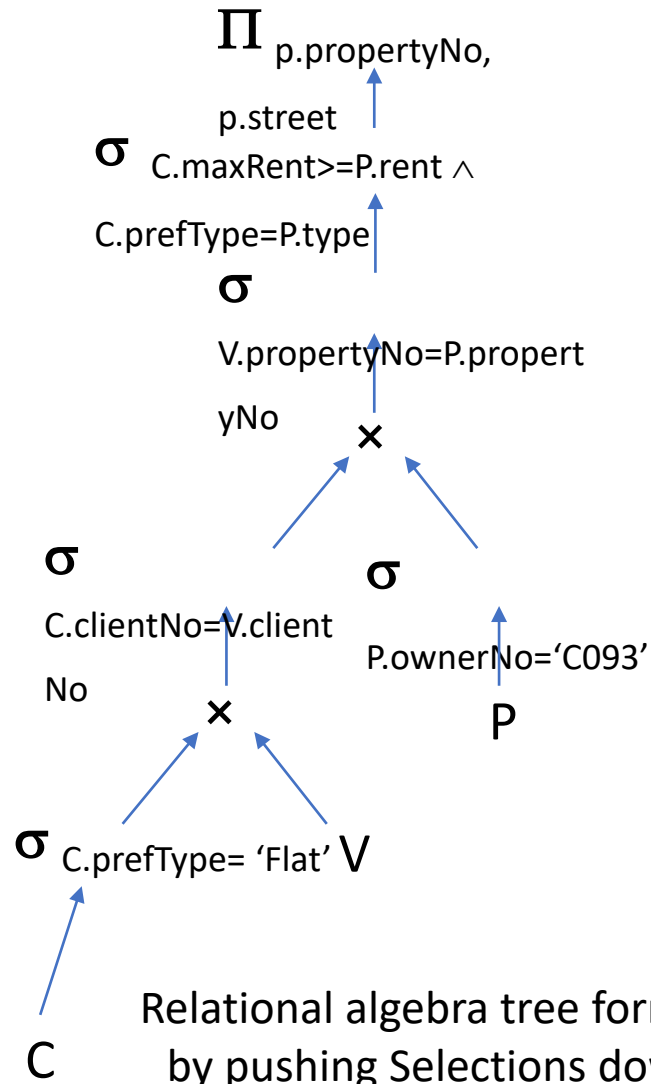 Π p.propertyNo,
p.street
σ C.maxRent>=P.rent ∧
C.prefType=P.type
σ
V.propertyNo=P.propert
yNo
×
σ
C.clientNo=V.client
No
σ
P.ownerNo=‘C093’
×
P
σ C.prefType= ‘Flat’ V
C
Relational algebra tree for
by pushing Selections do